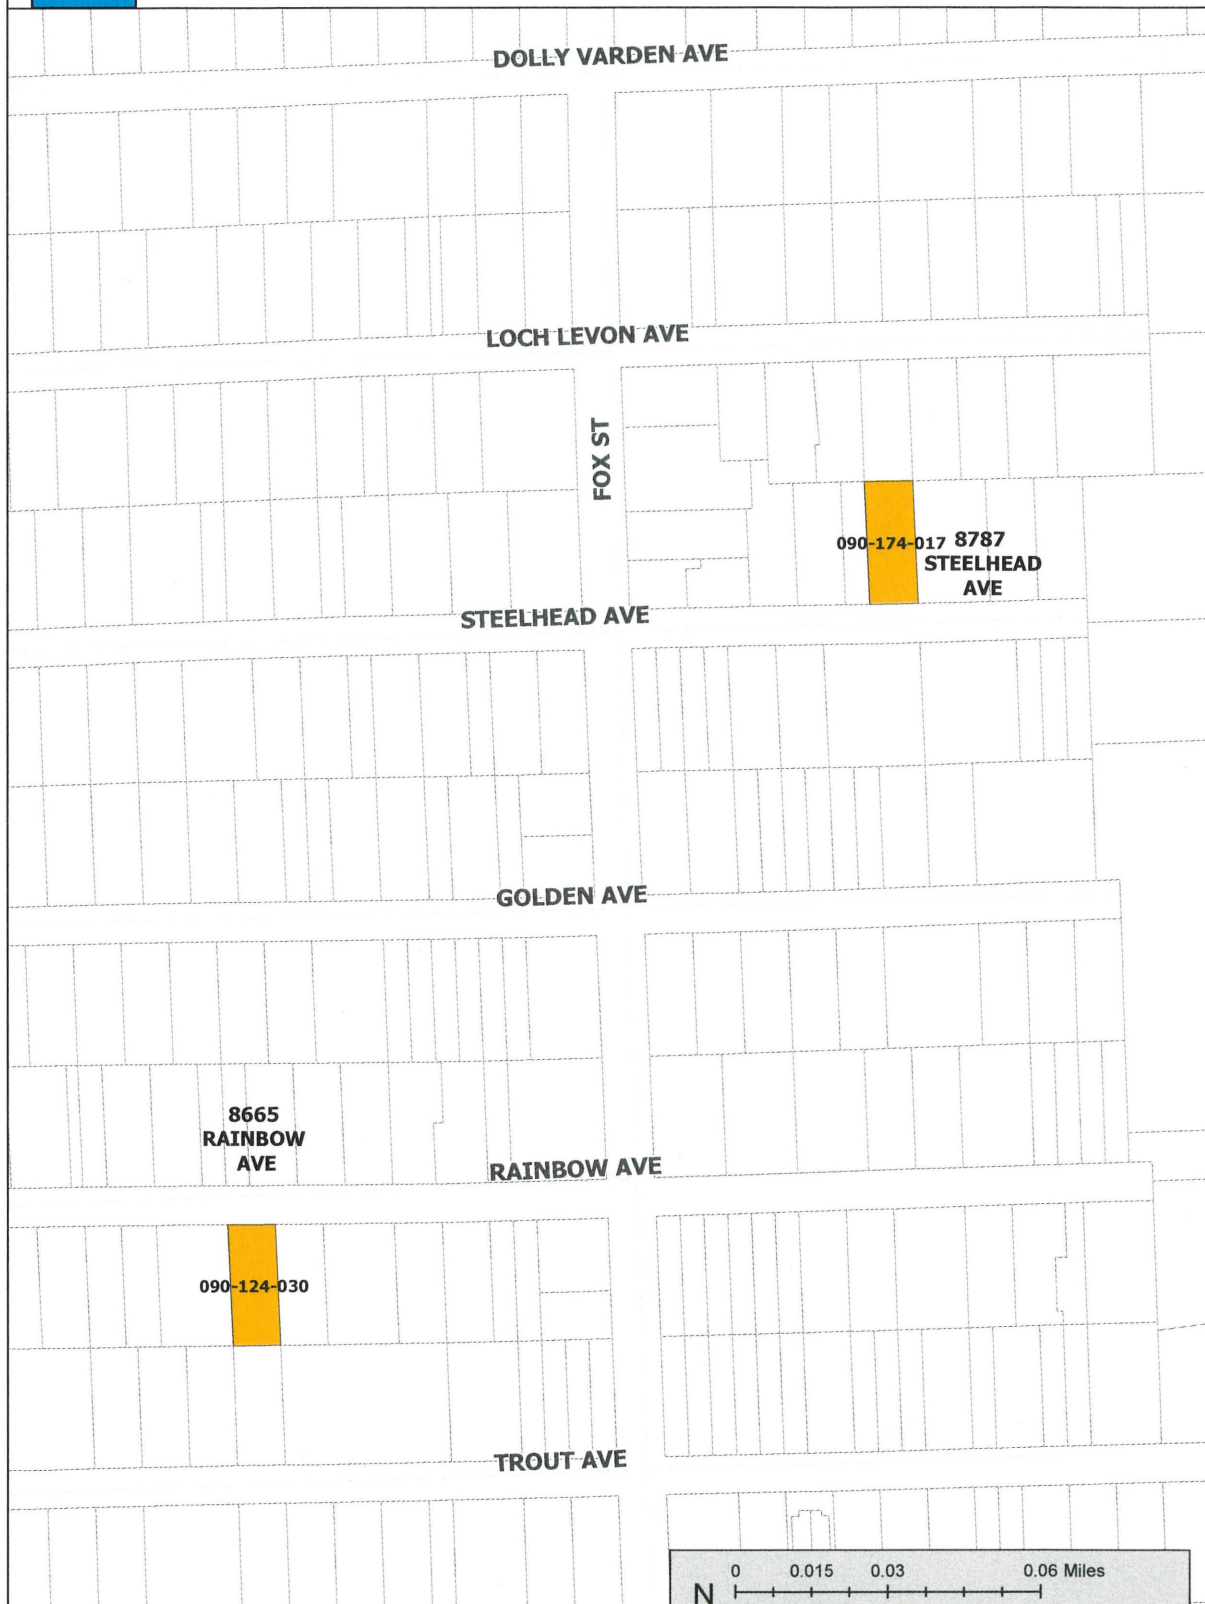 DOLLY VARDEN AVE
LOCH LEVON AVE
FOX ST
090-174-017
8787
STEELHEAD
AVE
STEELHEAD AVE
GOLDEN AVE
8665
RAINBOW
AVE
RAINBOW AVE
090-124-030
TROUT AVE
0 0.015 0.03 0.06 Miles
N